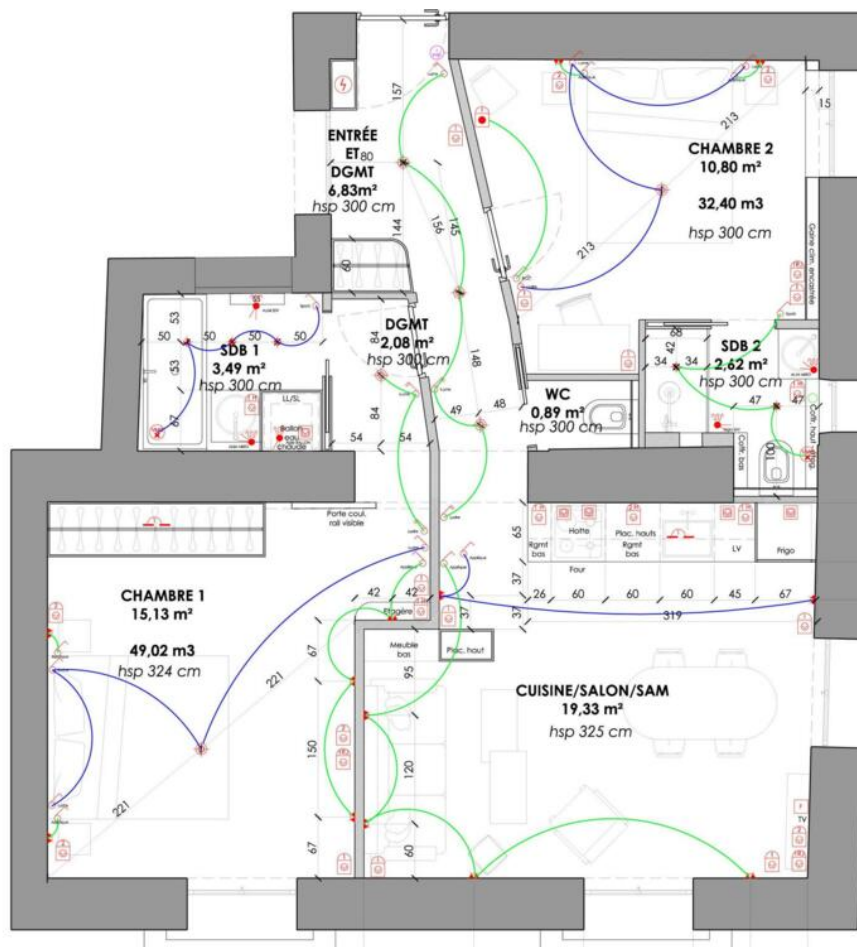 157
ENTRÉE
ET
DGMT
80
6,83m²
hsp 300 cm
144
156
145
60
CHAMBRE 2
10,80 m²
32,40 m3
hsp 300 cm
213
213
15
Gaine clim. encastrée
53
50
50
50
53
67
SDB 1
3,49 m²
hsp 300 cm
LL/SL
Ballon
eau
chaude
84
DGMT
2,08 m²
hsp 300 cm
84
54
54
148
49
48
WC
0,89 m²
hsp 300 cm
68
42
34
34
SDB 2
2,62 m²
hsp 300 cm
47
47
100
Coffr. bas
Porte coul.
rail visible
65
Rgmt
bas
Hotte
Plac. hauts
Rgmt
bas
LV
Frigo
Four
37
26
60
60
60
45
67
37
319
37
42
42
Etagère
CHAMBRE 1
15,13 m²
49,02 m3
hsp 324 cm
221
221
67
150
67
Meuble
bas
Plac. haut
95
120
60
CUISINE/SALON/SAM
19,33 m²
hsp 325 cm
TV